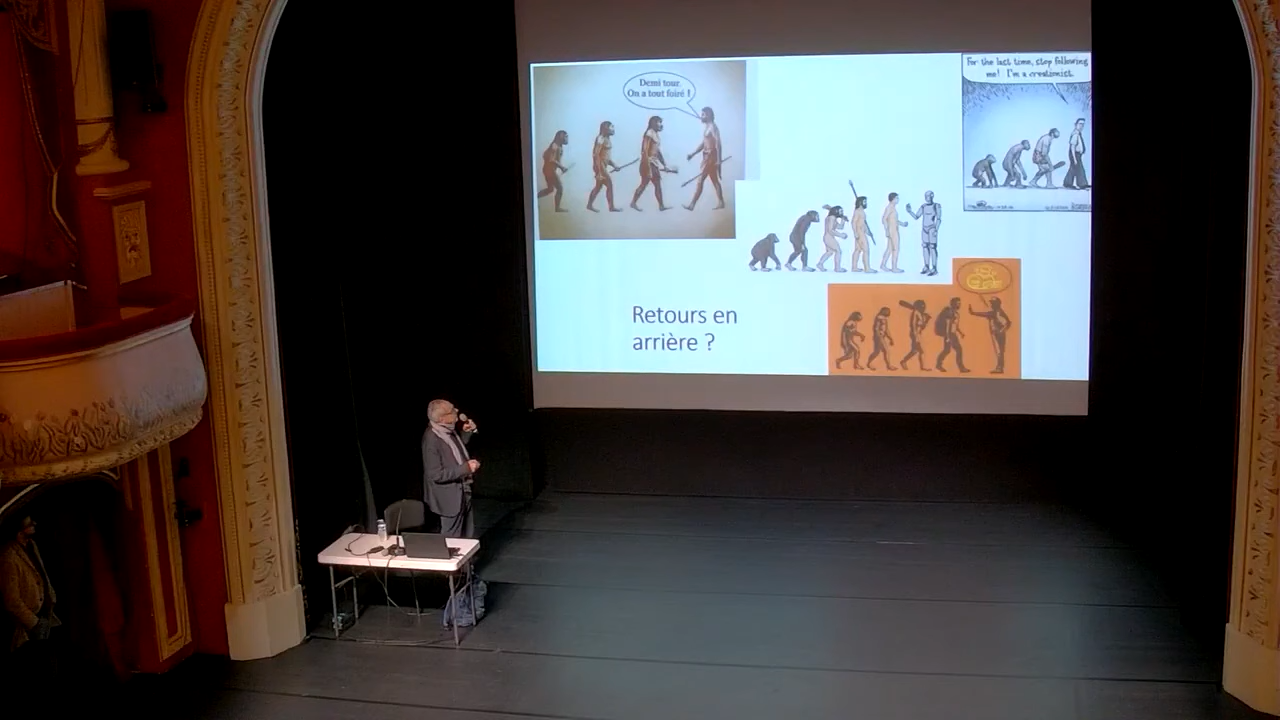 Demi tour.
On a tout foiré !
For the last time, stop following
me! I'm a creationist.
Retours en
arrière ?